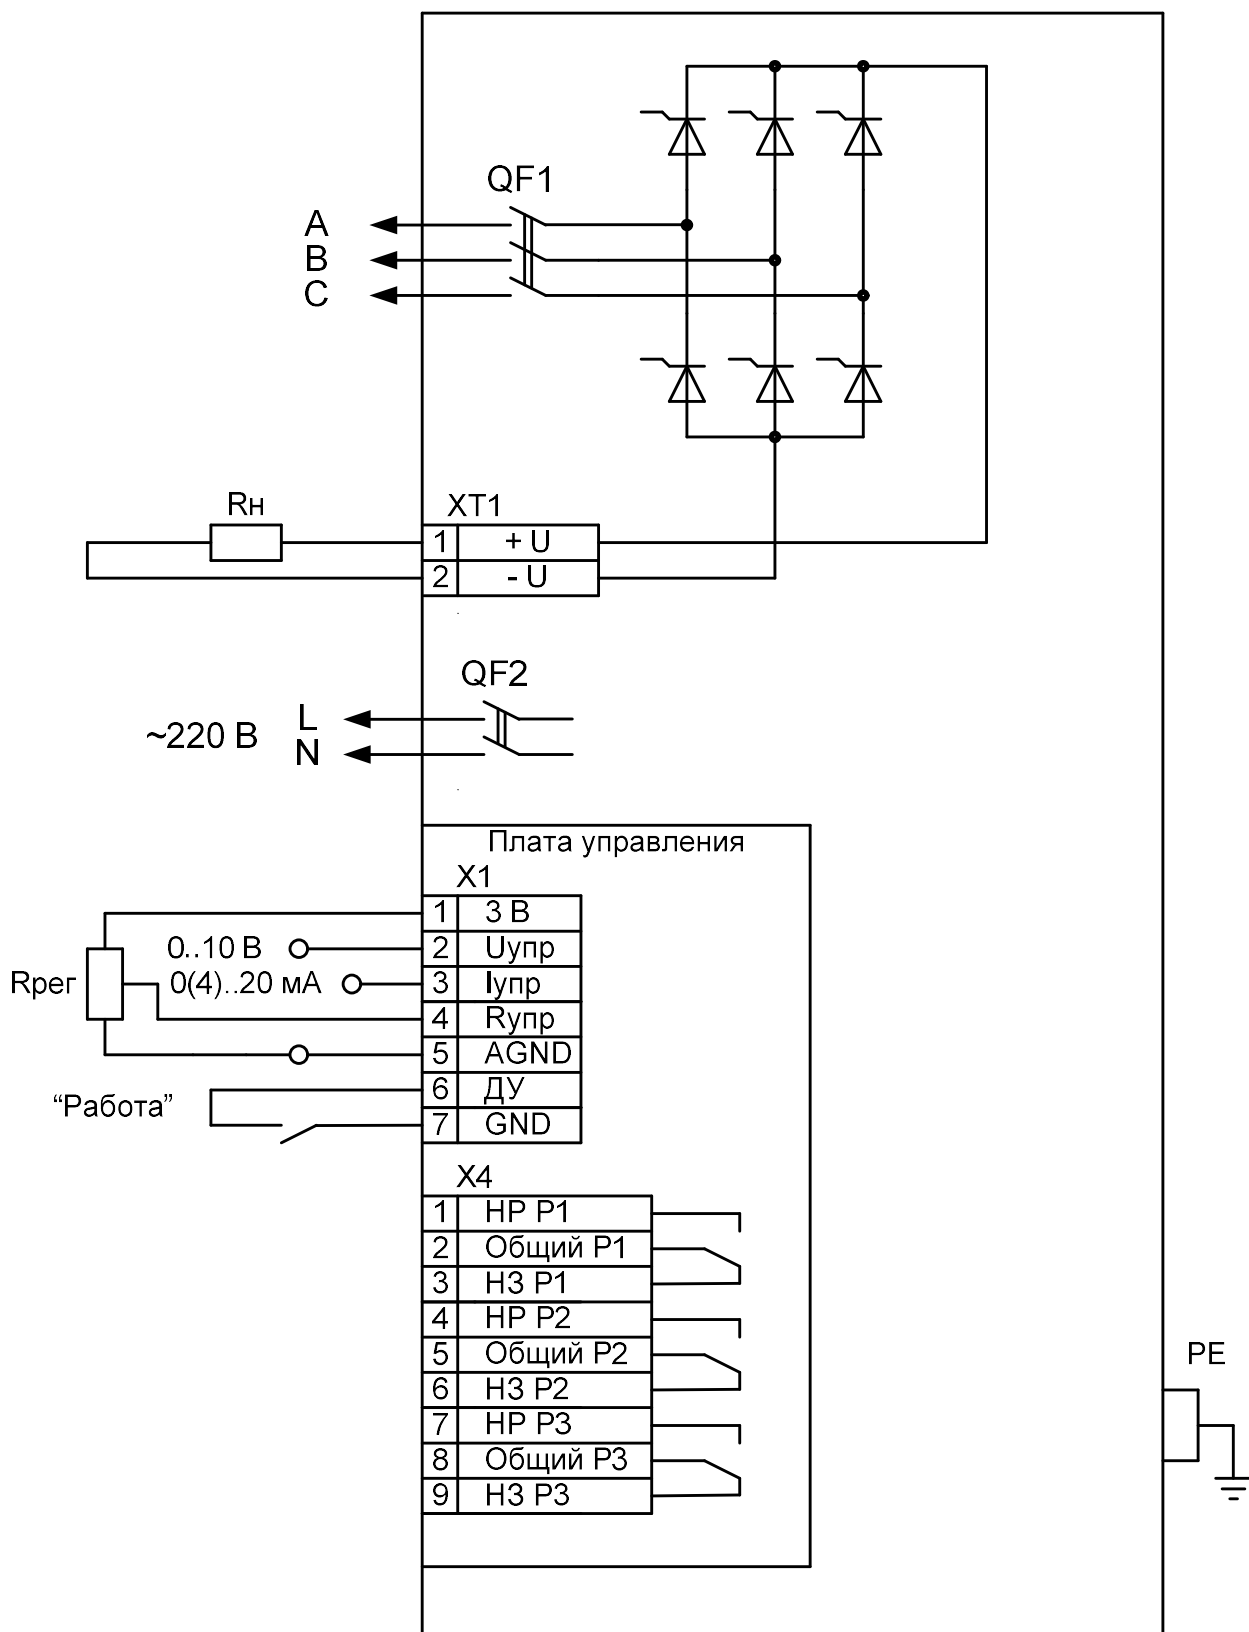 QF1
A
B
C
Rн
XT1
1 + U
2 - U
QF2
~220 В
L
N
Плата управления
X1
1 3 В
0..10 В 2 Uупр
Rрег 0(4)..20 мА 3 Iупр
4 Rупр
5 AGND
6 ДУ
“Работа”
7 GND
X4
1 НР Р1
2 Общий Р1
3 НЗ Р1
4 НР Р2
5 Общий Р2
6 НЗ Р2
7 НР Р3
8 Общий Р3
9 НЗ Р3
PE